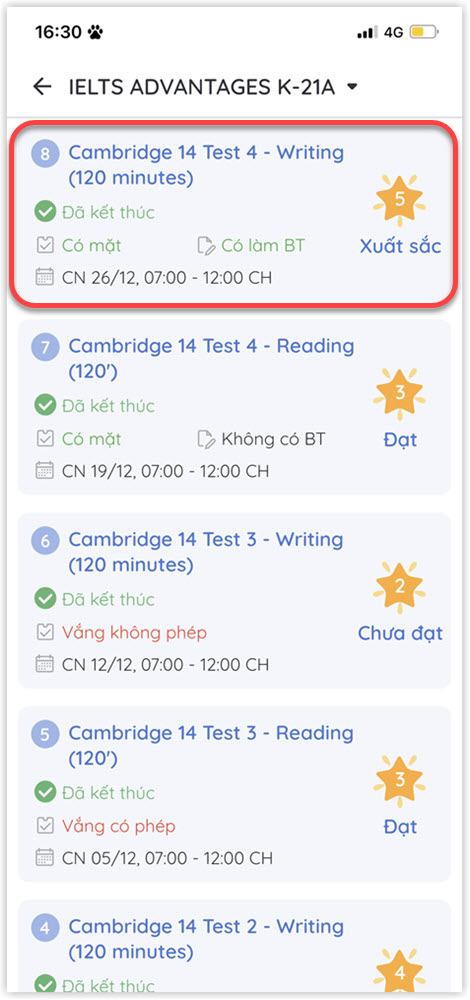 16:30 4G
IELTS ADVANTAGES K-21A
8 Cambridge 14 Test 4 - Writing
(120 minutes)
5
Đã kết thúc
Có mặt Có làm BT Xuất sắc
CN 26/12, 07:00 - 12:00 CH
7 Cambridge 14 Test 4 - Reading
(120')
3
Đã kết thúc
Có mặt Không có BT Đạt
CN 19/12, 07:00 - 12:00 CH
6 Cambridge 14 Test 3 - Writing
(120 minutes)
2
Đã kết thúc
Vắng không phép Chưa đạt
CN 12/12, 07:00 - 12:00 CH
5 Cambridge 14 Test 3 - Reading
(120')
3
Đã kết thúc
Vắng có phép Đạt
CN 05/12, 07:00 - 12:00 CH
4 Cambridge 14 Test 2 - Writing
(120 minutes)
4
Đã kết thúc